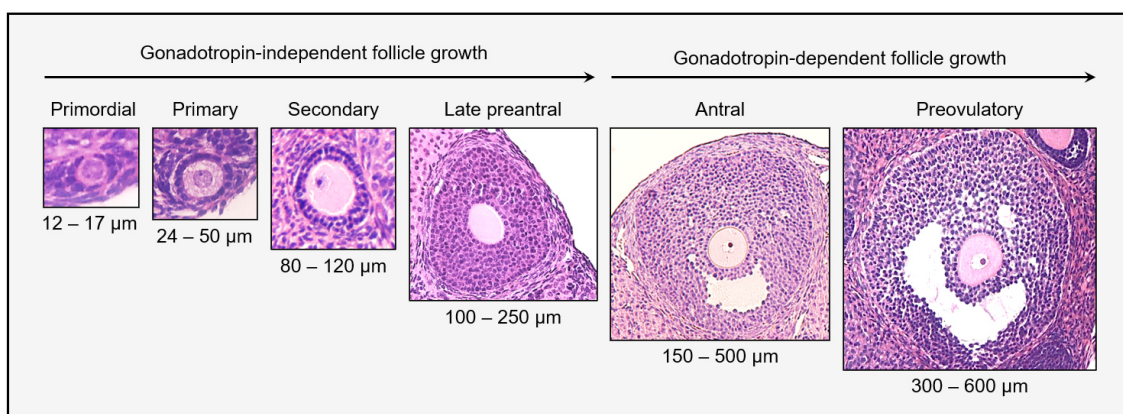 Gonadotropin-independent follicle growth
Gonadotropin-dependent follicle growth
Primordial
Primary
Secondary
Late preantral
Antral
Preovulatory
12 – 17 µm
24 – 50 µm
80 – 120 µm
100 – 250 µm
150 – 500 µm
300 – 600 µm